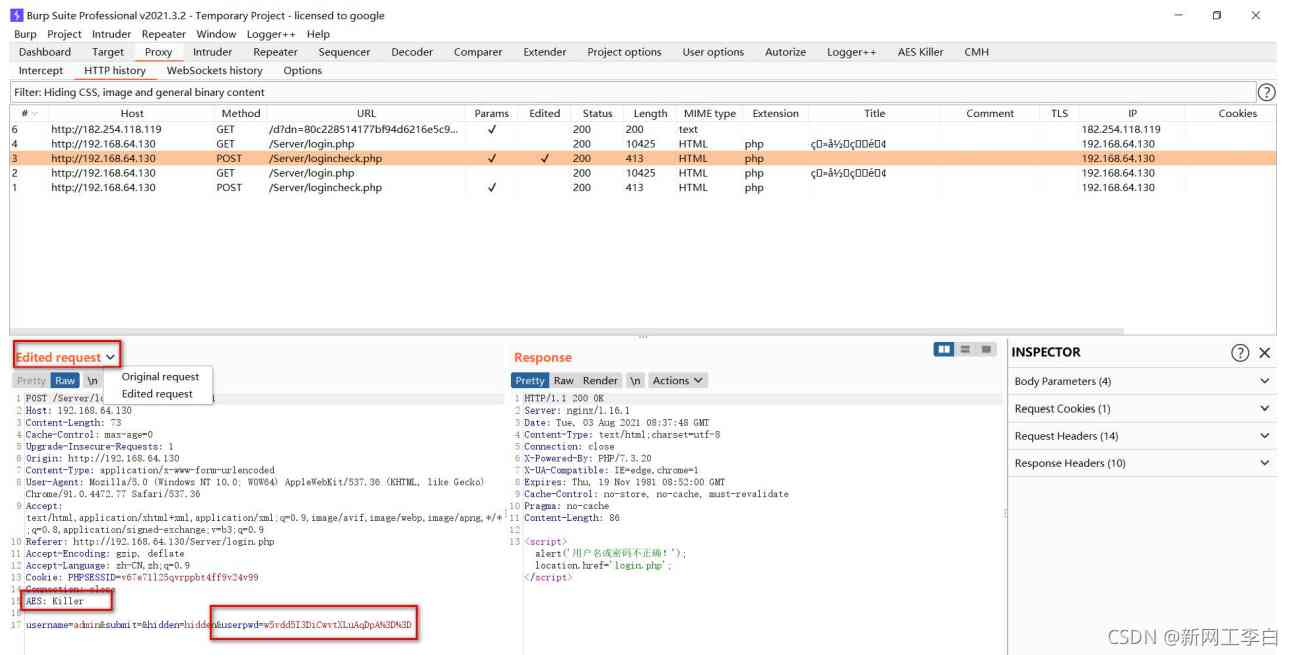 Burp Suite Professional v2021.3.2 - Temporary Project - licensed to google
Burp Project Intruder Repeater Window Logger++ Help
Dashboard Target Proxy Intruder Repeater Sequencer Decoder Comparer Extender Project options User options Autorize Logger++ AES Killer CMH
Intercept HTTP history WebSockets history Options
Filter: Hiding CSS, image and general binary content
# Host Method URL Params Edited Status Length MIME type Extension Title Comment TLS IP Cookies
6 http://182.254.118.119 GET /d?dn=80c228514177bf94d6216e5c9... ✓ 200 200 text 182.254.118.119
4 http://192.168.64.130 GET /Server/login.php 200 10425 HTML php 192.168.64.130
3 http://192.168.64.130 POST /Server/logincheck.php ✓ ✓ 200 413 HTML php 192.168.64.130
2 http://192.168.64.130 GET /Server/login.php 200 10425 HTML php 192.168.64.130
1 http://192.168.64.130 POST /Server/logincheck.php ✓ 200 413 HTML php 192.168.64.130
Edited request
Pretty Raw \n
Original request
Edited request
1 POST /Server/lo
2 Host: 192.168.64.130
3 Content-Length: 73
4 Cache-Control: max-age=0
5 Upgrade-Insecure-Requests: 1
6 Origin: http://192.168.64.130
7 Content-Type: application/x-www-form-urlencoded
8 User-Agent: Mozilla/5.0 (Windows NT 10.0; WOW64) AppleWebKit/537.36 (KHTML, like Gecko)
Chrome/91.0.4472.77 Safari/537.36
9 Accept:
text/html,application/xhtml+xml,application/xml;q=0.9,image/avif,image/webp,image/apng,*/*
;q=0.8,application/signed-exchange;v=b3;q=0.9
10 Referer: http://192.168.64.130/Server/login.php
11 Accept-Encoding: gzip, deflate
12 Accept-Language: zh-CN,zh;q=0.9
13 Cookie: PHPSESSID=v67e71l25qvrppbt4ff9v24v99
14 Connection: close
15 AES: Killer
16
17 username=admin&submit=&hidden=hidden&userpwd=w5vdd5I3DiCwvtXLuAqDpA%3D%3D
Response
Pretty Raw Render \n Actions
1 HTTP/1.1 200 OK
2 Server: nginx/1.16.1
3 Date: Tue, 03 Aug 2021 08:37:48 GMT
4 Content-Type: text/html;charset=utf-8
5 Connection: close
6 X-Powered-By: PHP/7.3.20
7 X-UA-Compatible: IE=edge,chrome=1
8 Expires: Thu, 19 Nov 1981 08:52:00 GMT
9 Cache-Control: no-store, no-cache, must-revalidate
10 Pragma: no-cache
11 Content-Length: 86
12
13 <script>
alert('用户名或密码不正确！');
location.href='login.php';
</script>
INSPECTOR
Body Parameters (4)
Request Cookies (1)
Request Headers (14)
Response Headers (10)
CSDN @新网工李白